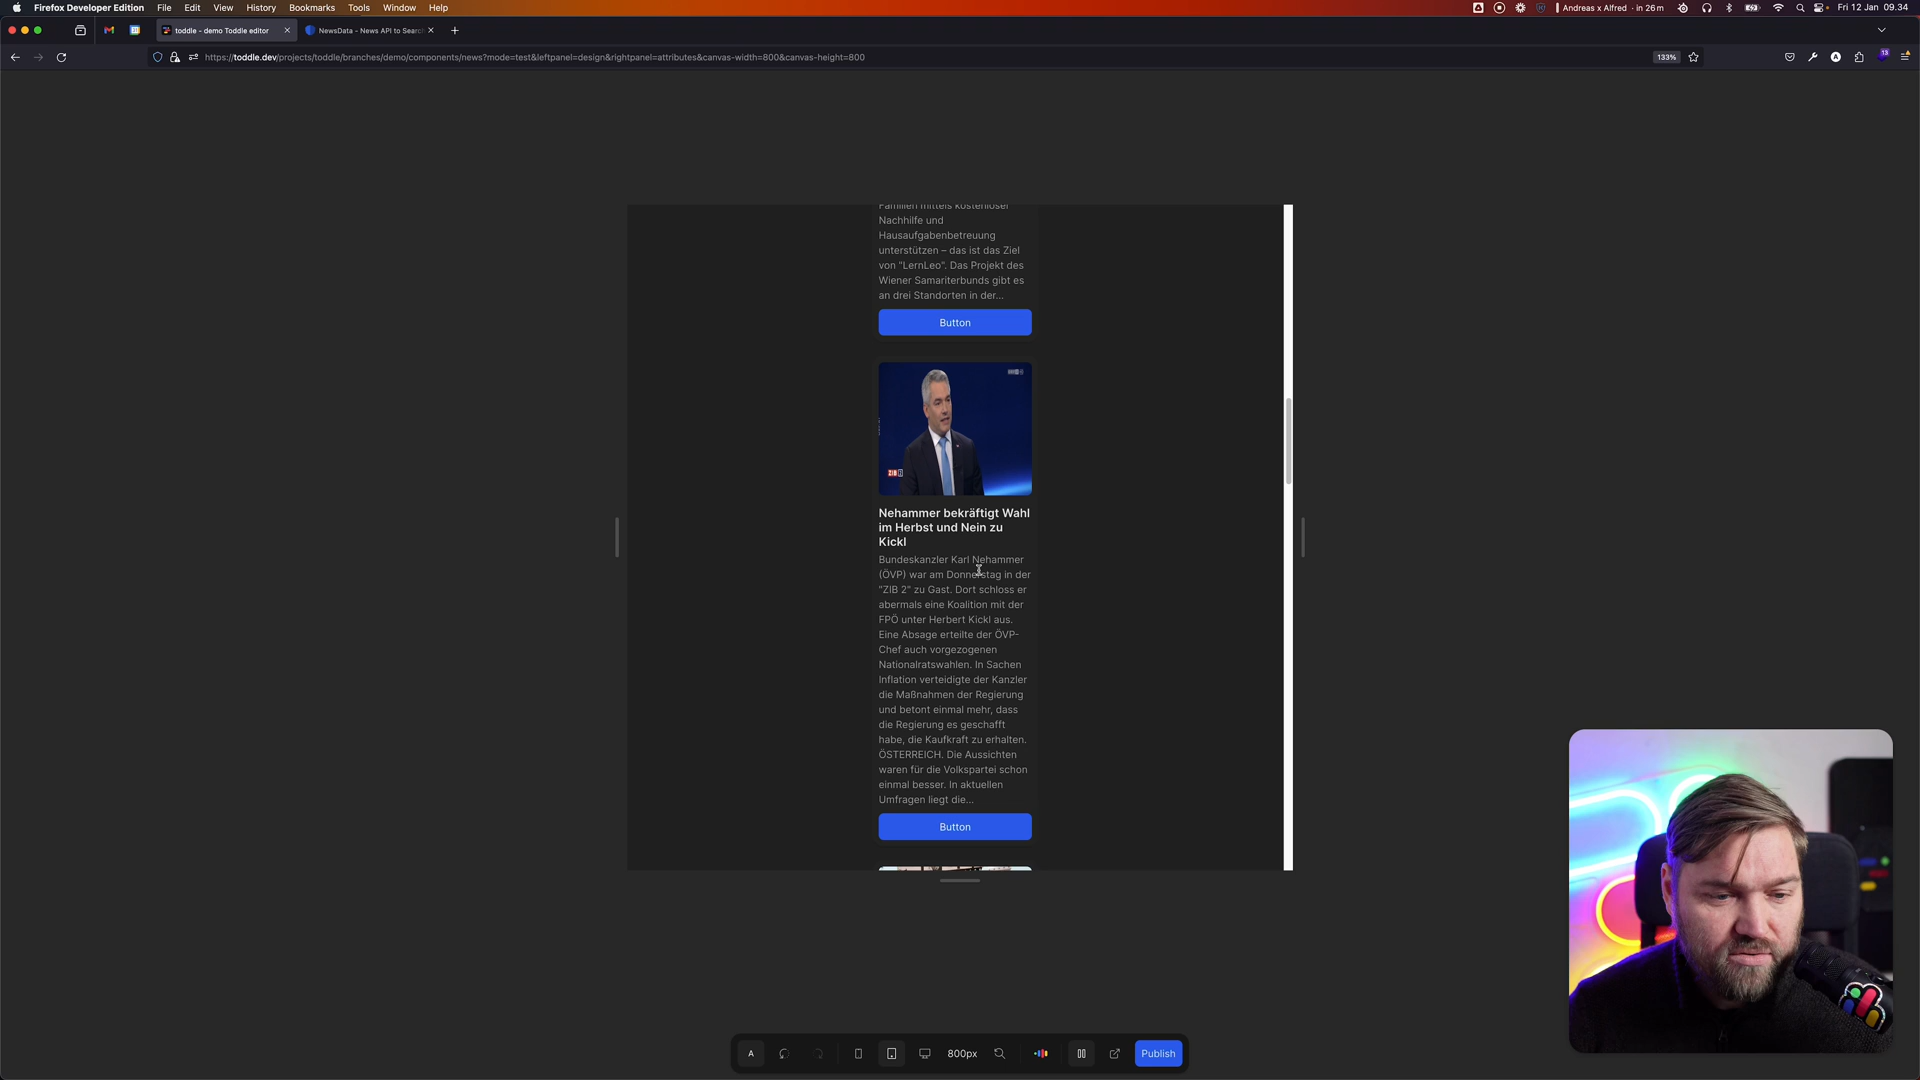 Firefox Developer Edition File Edit View History Bookmarks Tools Window Help
Andreas x Alfred · in 26 m
Fri 12 Jan 09.34
toddle - demo Toddle editor
NewsData - News API to Searc
https://toddle.dev/projects/toddle/branches/demo/components/news?mode=test&leftpanel=design&rightpanel=attributes&canvas-width=800&canvas-height=800
133%
13
Familien mittels kostenloser
Nachhilfe und
Hausaufgabenbetreuung
unterstützen – das ist das Ziel
von "LernLeo". Das Projekt des
Wiener Samariterbunds gibt es
an drei Standorten in der...
Button
ZIB 2
Nehammer bekräftigt Wahl
im Herbst und Nein zu
Kickl
Bundeskanzler Karl Nehammer
(ÖVP) war am Donnerstag in der
"ZIB 2" zu Gast. Dort schloss er
abermals eine Koalition mit der
FPÖ unter Herbert Kickl aus.
Eine Absage erteilte der ÖVP-
Chef auch vorgezogenen
Nationalratswahlen. In Sachen
Inflation verteidigte der Kanzler
die Maßnahmen der Regierung
und betont einmal mehr, dass
die Regierung es geschafft
habe, die Kaufkraft zu erhalten.
ÖSTERREICH. Die Aussichten
waren für die Volkspartei schon
einmal besser. In aktuellen
Umfragen liegt die...
Button
A
800px
Publish